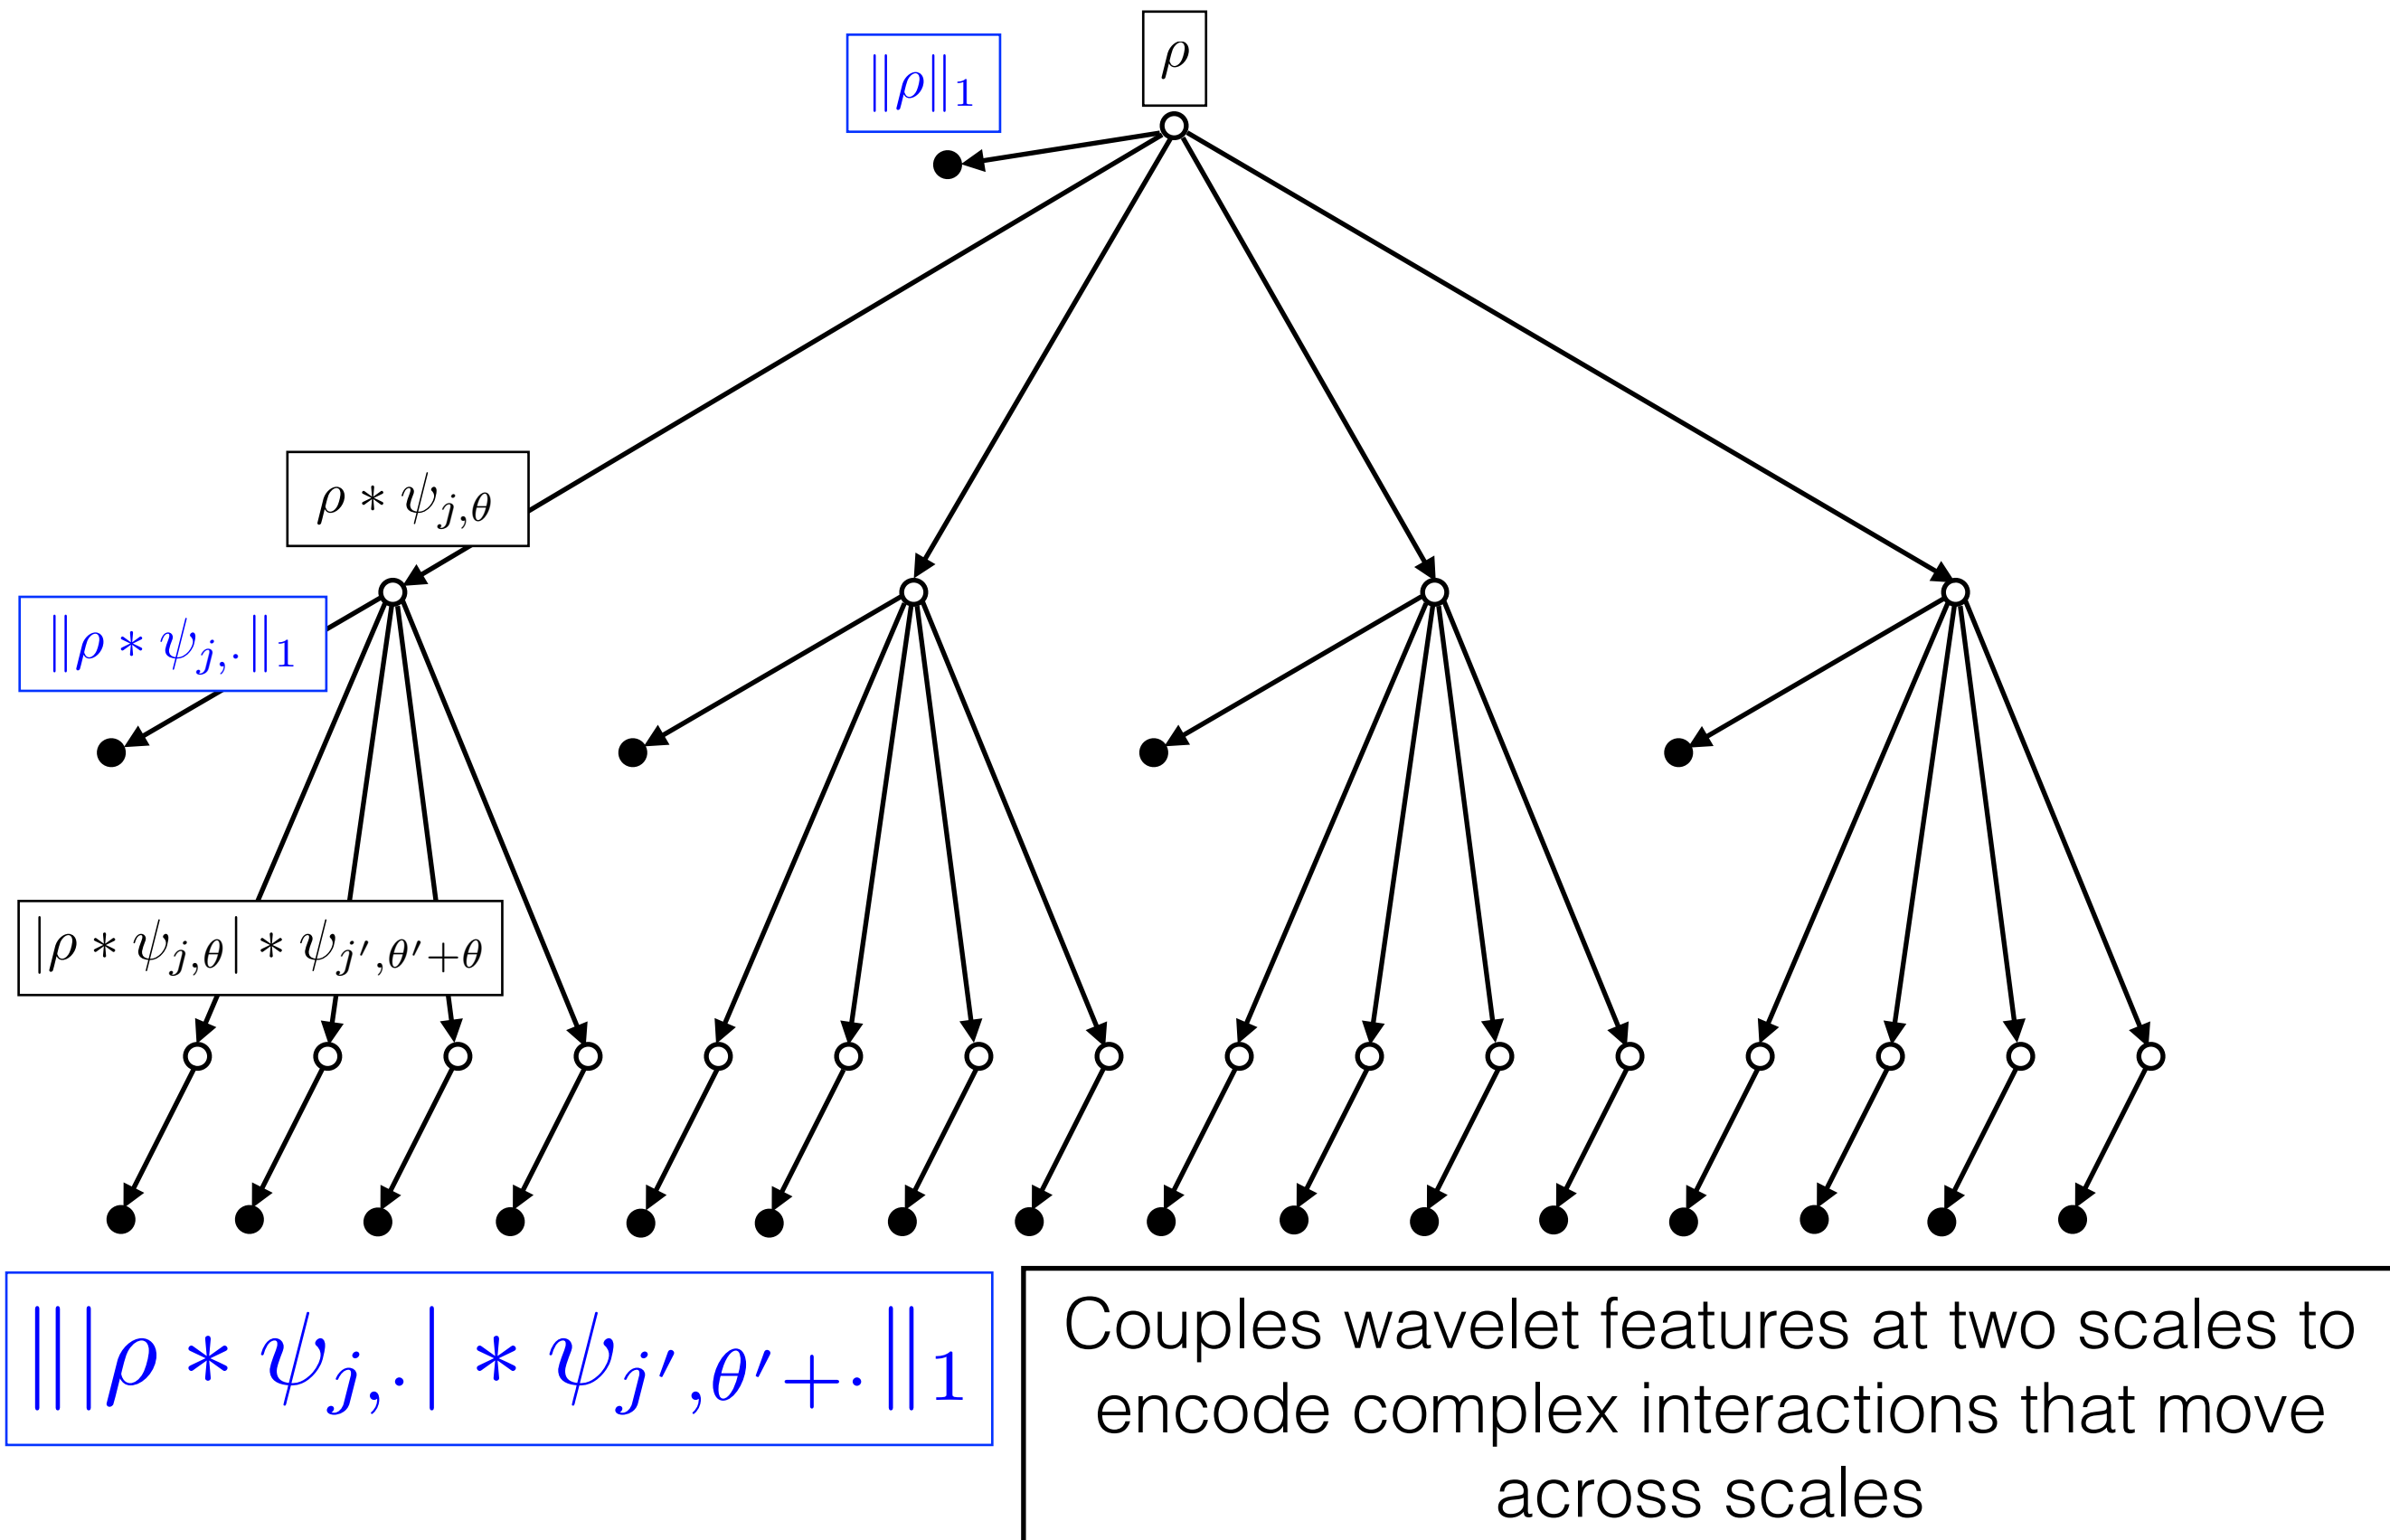 ρ
‖ρ‖₁
ρ ∗ ψ_{j,θ}
‖ρ ∗ ψ_{j,·}‖₁
|ρ ∗ ψ_{j,θ}| ∗ ψ_{j′,θ′+θ}
‖|ρ ∗ ψ_{j,·}| ∗ ψ_{j′,θ′+·}‖₁
Couples wavelet features at two scales to
encode complex interactions that move
across scales